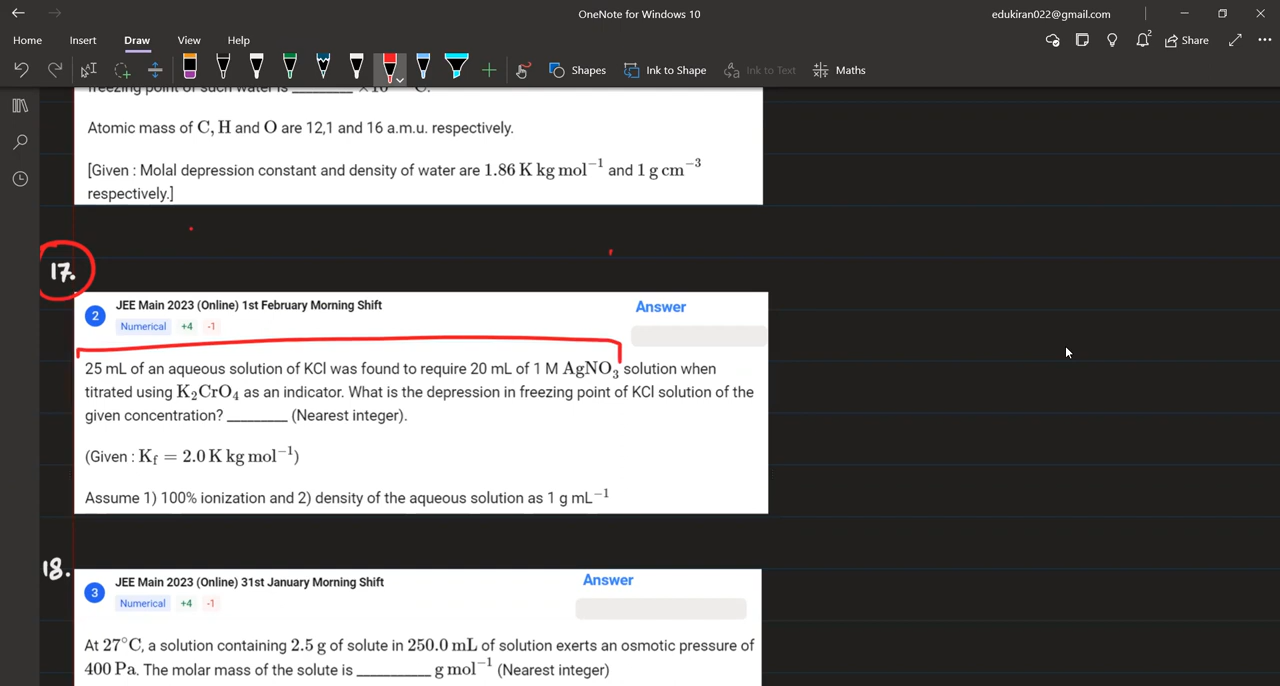 OneNote for Windows 10
edukiran022@gmail.com
Home Insert Draw View Help
Share
Shapes Ink to Shape Ink to Text Maths
freezing point of such water is ________ ×10 C.
Atomic mass of C, H and O are 12,1 and 16 a.m.u. respectively.
[Given : Molal depression constant and density of water are 1.86 K kg mol⁻¹ and 1 g cm⁻³
respectively.]
17.
2 JEE Main 2023 (Online) 1st February Morning Shift
Answer
Numerical +4 -1
25 mL of an aqueous solution of KCl was found to require 20 mL of 1 M AgNO₃ solution when
titrated using K₂CrO₄ as an indicator. What is the depression in freezing point of KCl solution of the
given concentration? ________ (Nearest integer).
(Given : K_f = 2.0 K kg mol⁻¹)
Assume 1) 100% ionization and 2) density of the aqueous solution as 1 g mL⁻¹
18.
3 JEE Main 2023 (Online) 31st January Morning Shift
Answer
Numerical +4 -1
At 27°C, a solution containing 2.5 g of solute in 250.0 mL of solution exerts an osmotic pressure of
400 Pa. The molar mass of the solute is __________ g mol⁻¹ (Nearest integer)